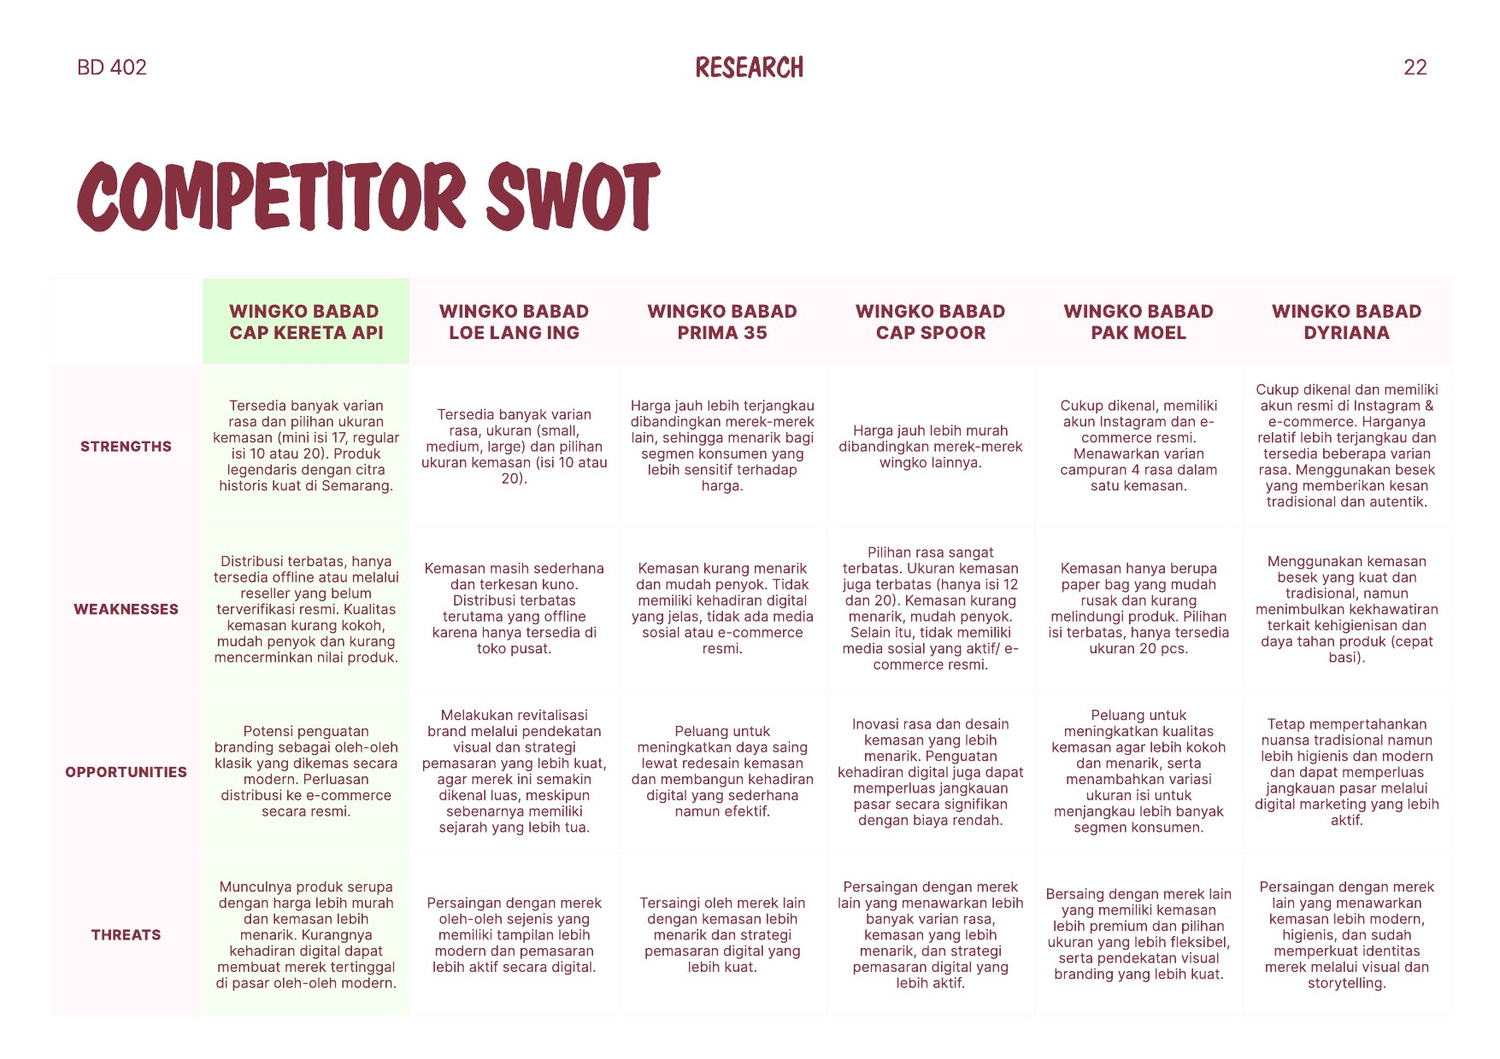 BD 402
RESEARCH
22
COMPETITOR SWOT
WINGKO BABAD
CAP KERETA API
WINGKO BABAD
LOE LANG ING
WINGKO BABAD
PRIMA 35
WINGKO BABAD
CAP SPOOR
WINGKO BABAD
PAK MOEL
WINGKO BABAD
DYRIANA
STRENGTHS
Tersedia banyak varian
rasa dan pilihan ukuran
kemasan (mini isi 17, regular
isi 10 atau 20). Produk
legendaris dengan citra
historis kuat di Semarang.
Tersedia banyak varian
rasa, ukuran (small,
medium, large) dan pilihan
ukuran kemasan (isi 10 atau
20).
Harga jauh lebih terjangkau
dibandingkan merek-merek
lain, sehingga menarik bagi
segmen konsumen yang
lebih sensitif terhadap
harga.
Harga jauh lebih murah
dibandingkan merek-merek
wingko lainnya.
Cukup dikenal, memiliki
akun Instagram dan e-
commerce resmi.
Menawarkan varian
campuran 4 rasa dalam
satu kemasan.
Cukup dikenal dan memiliki
akun resmi di Instagram &
e-commerce. Harganya
relatif lebih terjangkau dan
tersedia beberapa varian
rasa. Menggunakan besek
yang memberikan kesan
tradisional dan autentik.
WEAKNESSES
Distribusi terbatas, hanya
tersedia offline atau melalui
reseller yang belum
terverifikasi resmi. Kualitas
kemasan kurang kokoh,
mudah penyok dan kurang
mencerminkan nilai produk.
Kemasan masih sederhana
dan terkesan kuno.
Distribusi terbatas
terutama yang offline
karena hanya tersedia di
toko pusat.
Kemasan kurang menarik
dan mudah penyok. Tidak
memiliki kehadiran digital
yang jelas, tidak ada media
sosial atau e-commerce
resmi.
Pilihan rasa sangat
terbatas. Ukuran kemasan
juga terbatas (hanya isi 12
dan 20). Kemasan kurang
menarik, mudah penyok.
Selain itu, tidak memiliki
media sosial yang aktif/ e-
commerce resmi.
Kemasan hanya berupa
paper bag yang mudah
rusak dan kurang
melindungi produk. Pilihan
isi terbatas, hanya tersedia
ukuran 20 pcs.
Menggunakan kemasan
besek yang kuat dan
tradisional, namun
menimbulkan kekhawatiran
terkait kehigienisan dan
daya tahan produk (cepat
basi).
OPPORTUNITIES
Potensi penguatan
branding sebagai oleh-oleh
klasik yang dikemas secara
modern. Perluasan
distribusi ke e-commerce
secara resmi.
Melakukan revitalisasi
brand melalui pendekatan
visual dan strategi
pemasaran yang lebih kuat,
agar merek ini semakin
dikenal luas, meskipun
sebenarnya memiliki
sejarah yang lebih tua.
Peluang untuk
meningkatkan daya saing
lewat redesain kemasan
dan membangun kehadiran
digital yang sederhana
namun efektif.
Inovasi rasa dan desain
kemasan yang lebih
menarik. Penguatan
kehadiran digital juga dapat
memperluas jangkauan
pasar secara signifikan
dengan biaya rendah.
Peluang untuk
meningkatkan kualitas
kemasan agar lebih kokoh
dan menarik, serta
menambahkan variasi
ukuran isi untuk
menjangkau lebih banyak
segmen konsumen.
Tetap mempertahankan
nuansa tradisional namun
lebih higienis dan modern
dan dapat memperluas
jangkauan pasar melalui
digital marketing yang lebih
aktif.
THREATS
Munculnya produk serupa
dengan harga lebih murah
dan kemasan lebih
menarik. Kurangnya
kehadiran digital dapat
membuat merek tertinggal
di pasar oleh-oleh modern.
Persaingan dengan merek
oleh-oleh sejenis yang
memiliki tampilan lebih
modern dan pemasaran
lebih aktif secara digital.
Tersaingi oleh merek lain
dengan kemasan lebih
menarik dan strategi
pemasaran digital yang
lebih kuat.
Persaingan dengan merek
lain yang menawarkan lebih
banyak varian rasa,
kemasan yang lebih
menarik, dan strategi
pemasaran digital yang
lebih aktif.
Bersaing dengan merek lain
yang memiliki kemasan
lebih premium dan pilihan
ukuran yang lebih fleksibel,
serta pendekatan visual
branding yang lebih kuat.
Persaingan dengan merek
lain yang menawarkan
kemasan lebih modern,
higienis, dan sudah
memperkuat identitas
merek melalui visual dan
storytelling.